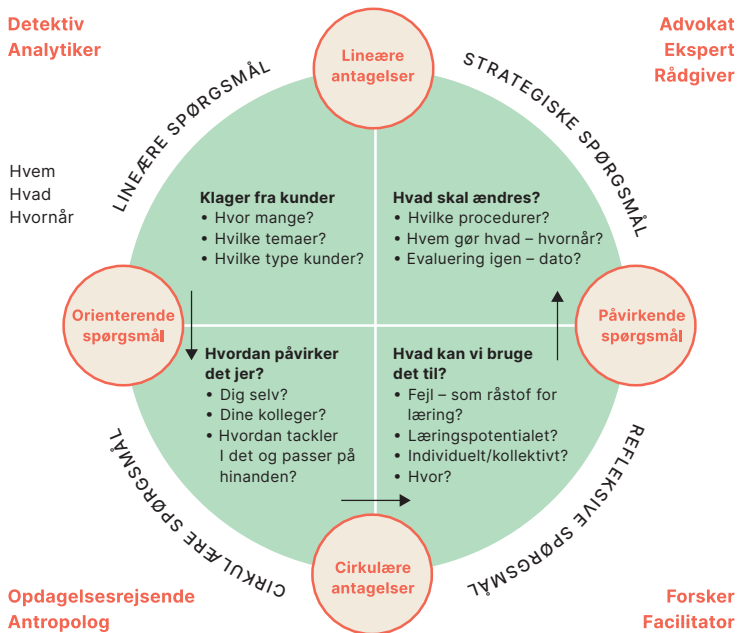 Detektiv
Analytiker
Advokat
Ekspert
Rådgiver
Lineære
antagelser
LINEÆRE SPØRGSMÅL
STRATEGISKE SPØRGSMÅL
Hvem
Hvad
Hvornår
Klager fra kunder
• Hvor mange?
• Hvilke temaer?
• Hvilke type kunder?
Hvad skal ændres?
• Hvilke procedurer?
• Hvem gør hvad – hvornår?
• Evaluering igen – dato?
Orienterende
spørgsmål
Påvirkende
spørgsmål
Hvordan påvirker
det jer?
• Dig selv?
• Dine kolleger?
• Hvordan tackler
I det og passer på
hinanden?
Hvad kan vi bruge
det til?
• Fejl – som råstof for
læring?
• Læringspotentialet?
• Individuelt/kollektivt?
• Hvor?
CIRKULÆRE SPØRGSMÅL
REFLEKSIVE SPØRGSMÅL
Cirkulære
antagelser
Opdagelsesrejsende
Antropolog
Forsker
Facilitator